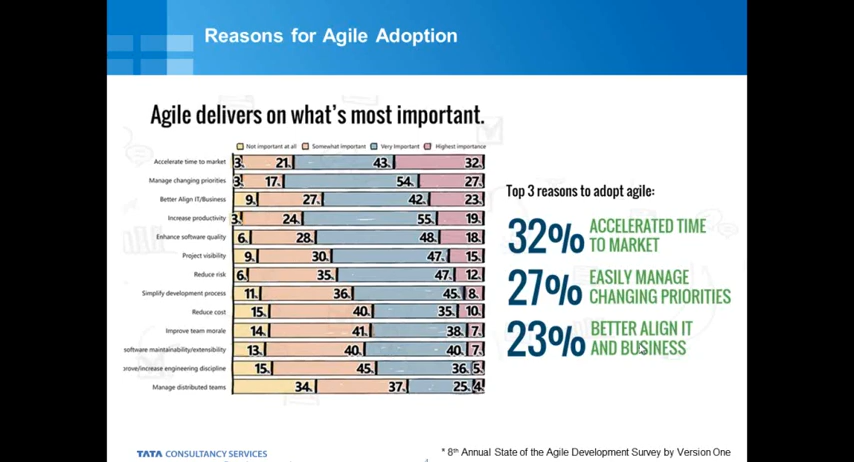 Reasons for Agile Adoption
Agile delivers on what's most important.
Not important at all Somewhat important Very Important Highest importance
Accelerate time to market 3 21 43 32
Manage changing priorities 3 17 54 27
Better Align IT/Business 9 27 42 23
Increase productivity 3 24 55 19
Enhance software quality 6 28 48 18
Project visibility 9 30 47 15
Reduce risk 6 35 47 12
Simplify development process 11 36 45 8
Reduce cost 15 40 35 10
Improve team morale 14 41 38 7
software maintainability/extensibility 13 40 40 7
prove/increase engineering discipline 15 45 36 5
Manage distributed teams 34 37 25 4
Top 3 reasons to adopt agile:
32% ACCELERATED TIME
TO MARKET
27% EASILY MANAGE
CHANGING PRIORITIES
23% BETTER ALIGN IT
AND BUSINESS
TATA CONSULTANCY SERVICES
* 8th Annual State of the Agile Development Survey by Version One